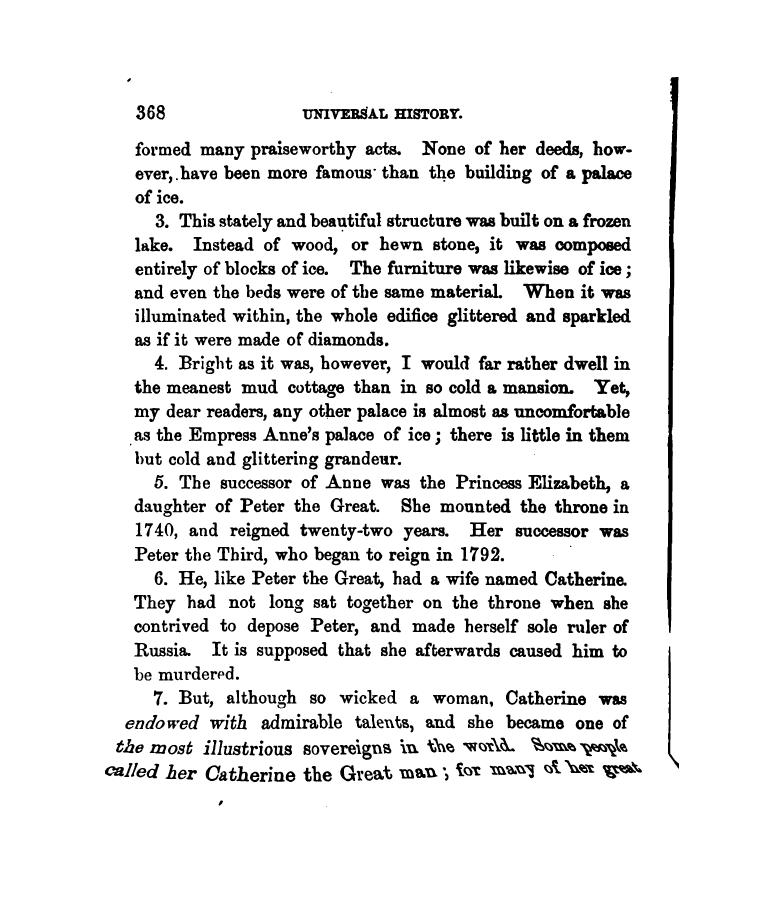 368 UNIVERSAL HISTORY.
formed many praiseworthy acts. None of her deeds, how-
ever, have been more famous than the building of a palace
of ice.
3. This stately and beautiful structure was built on a frozen
lake. Instead of wood, or hewn stone, it was composed
entirely of blocks of ice. The furniture was likewise of ice;
and even the beds were of the same material. When it was
illuminated within, the whole edifice glittered and sparkled
as if it were made of diamonds.
4. Bright as it was, however, I would far rather dwell in
the meanest mud cottage than in so cold a mansion. Yet,
my dear readers, any other palace is almost as uncomfortable
as the Empress Anne's palace of ice; there is little in them
but cold and glittering grandeur.
5. The successor of Anne was the Princess Elizabeth, a
daughter of Peter the Great. She mounted the throne in
1740, and reigned twenty-two years. Her successor was
Peter the Third, who began to reign in 1792.
6. He, like Peter the Great, had a wife named Catherine.
They had not long sat together on the throne when she
contrived to depose Peter, and made herself sole ruler of
Russia. It is supposed that she afterwards caused him to
be murdered.
7. But, although so wicked a woman, Catherine was
endowed with admirable talents, and she became one of
the most illustrious sovereigns in the world. Some people
called her Catherine the Great man; for many of her great